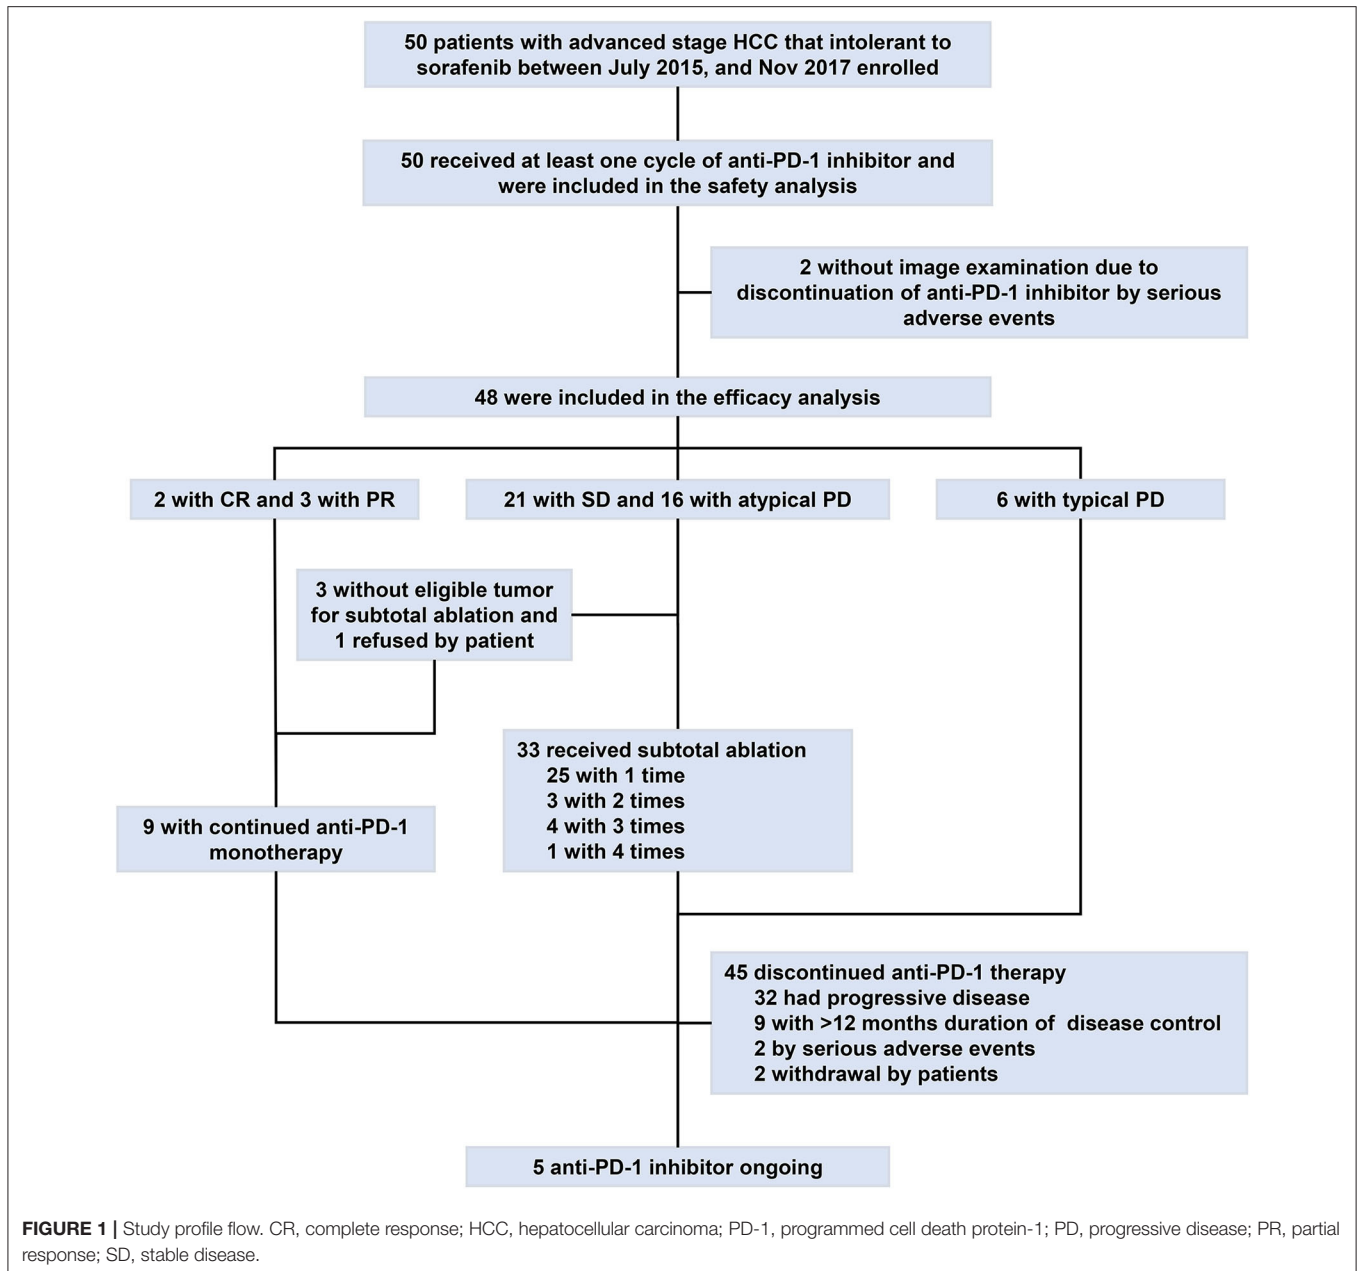 50 patients with advanced stage HCC that intolerant to
sorafenib between July 2015, and Nov 2017 enrolled
50 received at least one cycle of anti-PD-1 inhibitor and
were included in the safety analysis
2 without image examination due to
discontinuation of anti-PD-1 inhibitor by serious
adverse events
48 were included in the efficacy analysis
2 with CR and 3 with PR
21 with SD and 16 with atypical PD
6 with typical PD
3 without eligible tumor
for subtotal ablation and
1 refused by patient
33 received subtotal ablation
25 with 1 time
3 with 2 times
4 with 3 times
1 with 4 times
9 with continued anti-PD-1
monotherapy
45 discontinued anti-PD-1 therapy
32 had progressive disease
9 with >12 months duration of disease control
2 by serious adverse events
2 withdrawal by patients
5 anti-PD-1 inhibitor ongoing
FIGURE 1 | Study profile flow. CR, complete response; HCC, hepatocellular carcinoma; PD-1, programmed cell death protein-1; PD, progressive disease; PR, partial
response; SD, stable disease.